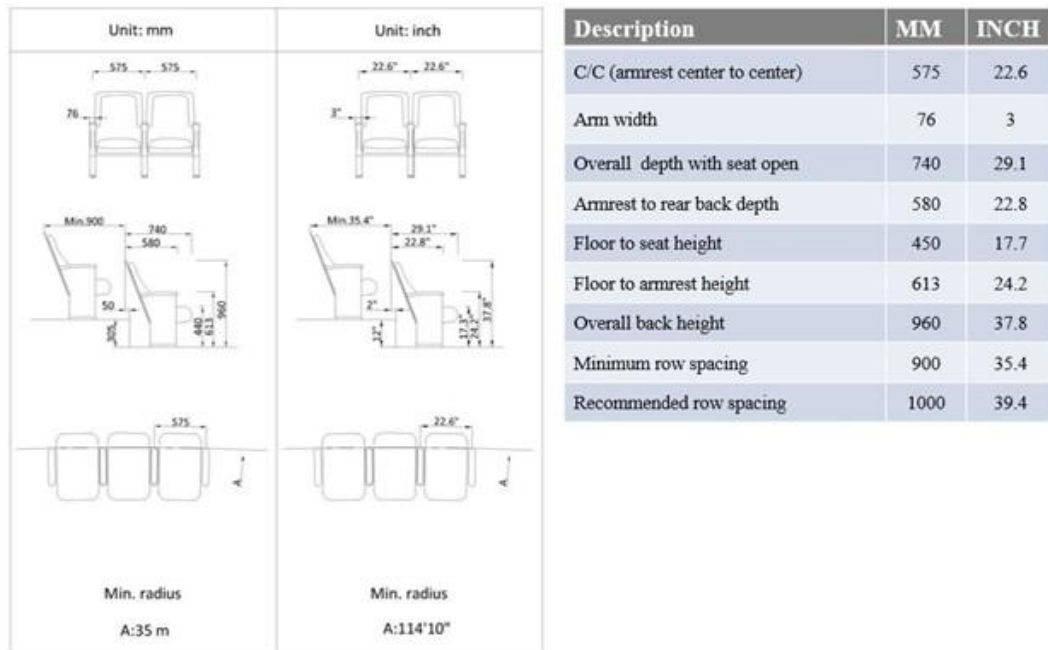 Unit: mm
575 575
76
Min.900
740
580
50
305
440
613
960
575
A
Min. radius
A:35 m
Unit: inch
22.6" 22.6"
3"
Min.35.4"
29.1"
22.8"
2"
12"
17.3"
24.2"
37.8"
22.6"
A
Min. radius
A:114'10"
Description MM INCH
C/C (armrest center to center) 575 22.6
Arm width 76 3
Overall depth with seat open 740 29.1
Armrest to rear back depth 580 22.8
Floor to seat height 450 17.7
Floor to armrest height 613 24.2
Overall back height 960 37.8
Minimum row spacing 900 35.4
Recommended row spacing 1000 39.4